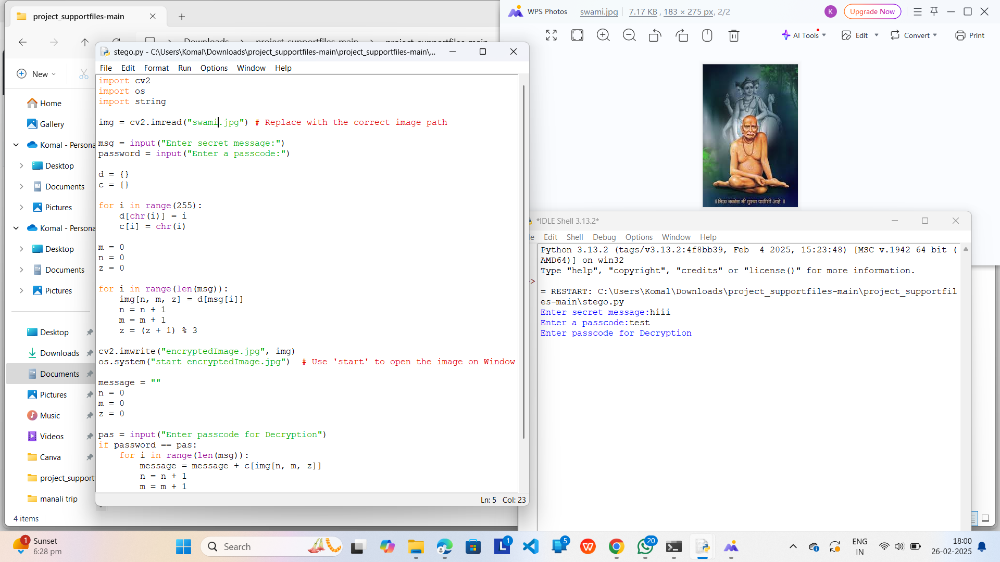 project_supportfiles-main
WPS Photos
swami.jpg
7.17 KB , 183 × 275 px, 2/2
K
Upgrade Now
AI Tools
Edit
Convert
Print
Downloads
project_supportfiles-main
project_supportfiles-main
New
stego.py - C:\Users\Komal\Downloads\project_supportfiles-main\project_supportfiles-main\...
File Edit Format Run Options Window Help
import cv2
import os
import string
img = cv2.imread("swami.jpg") # Replace with the correct image path
msg = input("Enter secret message:")
password = input("Enter a passcode:")
d = {}
c = {}
for i in range(255):
    d[chr(i)] = i
    c[i] = chr(i)
m = 0
n = 0
z = 0
for i in range(len(msg)):
    img[n, m, z] = d[msg[i]]
    n = n + 1
    m = m + 1
    z = (z + 1) % 3
cv2.imwrite("encryptedImage.jpg", img)
os.system("start encryptedImage.jpg")  # Use 'start' to open the image on Window
message = ""
n = 0
m = 0
z = 0
pas = input("Enter passcode for Decryption")
if password == pas:
    for i in range(len(msg)):
        message = message + c[img[n, m, z]]
        n = n + 1
        m = m + 1
Ln: 5 Col: 23
Home
Gallery
Komal - Persona
Desktop
Documents
Pictures
Komal - Persona
Desktop
Documents
Pictures
Desktop
Downloads
Documents
Pictures
Music
Videos
Canva
project_support
manali trip
4 items
॥ भिऊ नकोस मी तुझ्या पाठीशी आहे ॥
*IDLE Shell 3.13.2*
le Edit Shell Debug Options Window Help
Python 3.13.2 (tags/v3.13.2:4f8bb39, Feb  4 2025, 15:23:48) [MSC v.1942 64 bit (
AMD64)] on win32
Type "help", "copyright", "credits" or "license()" for more information.
>
= RESTART: C:\Users\Komal\Downloads\project_supportfiles-main\project_supportfil
es-main\stego.py
Enter secret message:hiii
Enter a passcode:test
Enter passcode for Decryption
1
Sunset
6:28 pm
Search
1
5
20
ENG
IN
18:00
26-02-2025